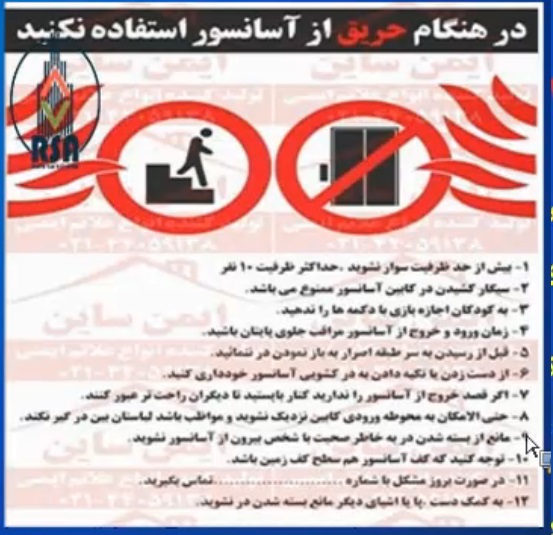 در هنگام حریق از آسانسور استفاده نکنید
RSA
ایمن ساین
۱- بیش از حد ظرفیت سوار نشوید .حداکثر ظرفیت ۱۰ نفر
۲- سیگار کشیدن در کابین آسانسور ممنوع می باشد.
۳- به کودکان اجازه بازی با دکمه ها را ندهید.
۴- زمان ورود و خروج از آسانسور مراقب جلوی پایتان باشید.
۵- قبل از رسیدن به سر طبقه اصرار به باز نمودن در ننمائید.
۶- از دست زدن یا تکیه دادن به در کشویی آسانسور خودداری کنید.
۷- اگر قصد خروج از آسانسور را ندارید کنار بایستید تا دیگران راحت تر عبور کنند.
۸- حتی الامکان به محوطه ورودی کابین نزدیک نشوید و مواظب باشد لباستان بین در گیر نکند.
۹- مانع از بسته شدن در به خاطر صحبت با شخص بیرون از آسانسور نشوید.
۱۰- توجه کنید که کف آسانسور هم سطح کف زمین باشد.
۱۱- در صورت بروز مشکل با شماره ........................تماس بگیرید.
۱۲- به کمک دست ،پا یا اشیای دیگر مانع بسته شدن در نشوید.